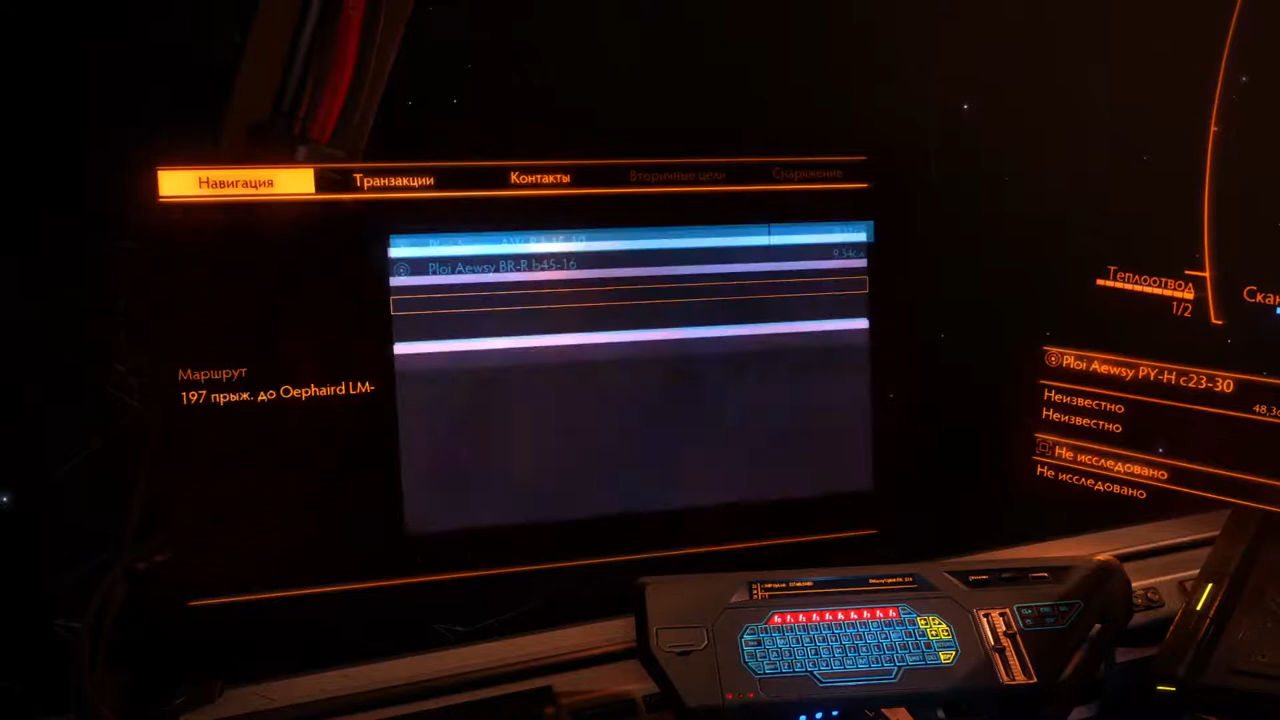 Навигация
Транзакции
Контакты
Вторичные цели
Снаряжение
Ploi Aewsy BR-R b45-16
Маршрут
197 прыж. до Oephaird LM-
Теплоотвод
1/2
Ploi Aewsy PY-H c23-30
Неизвестно
Неизвестно
Не исследовано
Не исследовано